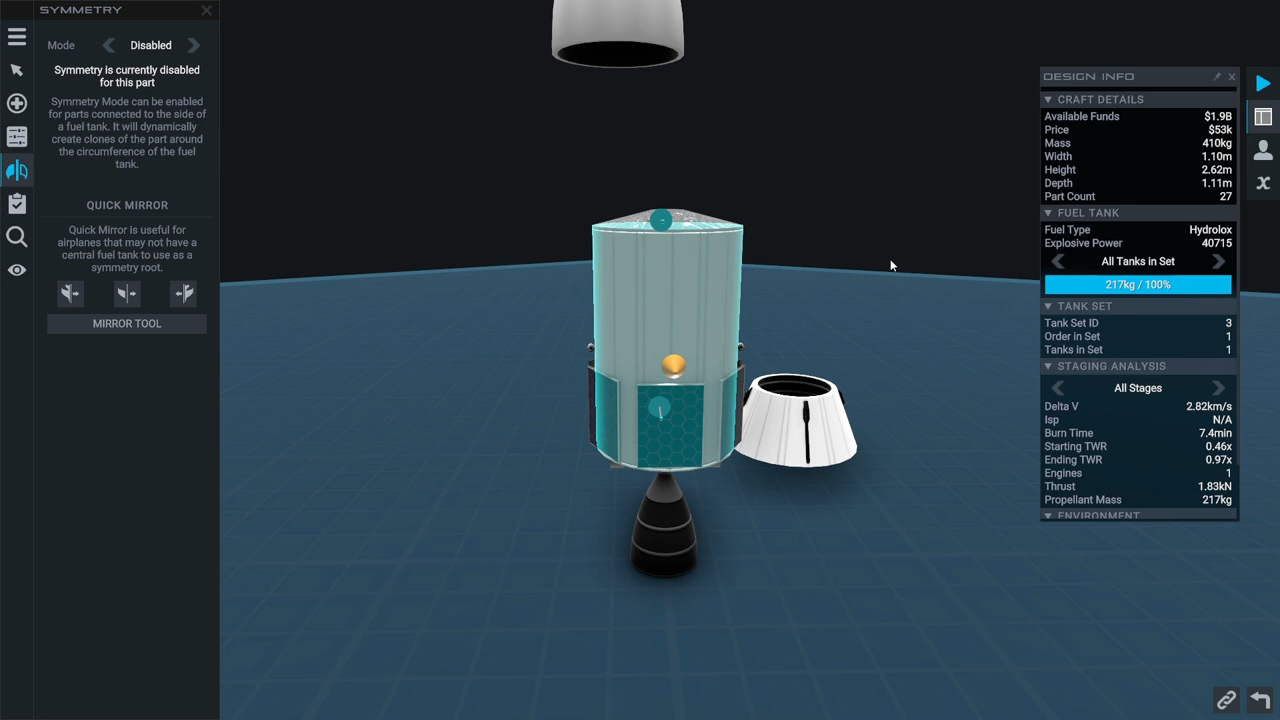 SYMMETRY
Mode Disabled
Symmetry is currently disabled
for this part
Symmetry Mode can be enabled
for parts connected to the side of
a fuel tank. It will dynamically
create clones of the part around
the circumference of the fuel
tank.
QUICK MIRROR
Quick Mirror is useful for
airplanes that may not have a
central fuel tank to use as a
symmetry root.
MIRROR TOOL
DESIGN INFO
CRAFT DETAILS
Available Funds $1.9B
Price $53k
Mass 410kg
Width 1.10m
Height 2.62m
Depth 1.11m
Part Count 27
FUEL TANK
Fuel Type Hydrolox
Explosive Power 40715
All Tanks in Set
217kg / 100%
TANK SET
Tank Set ID 3
Order in Set 1
Tanks in Set 1
STAGING ANALYSIS
All Stages
Delta V 2.82km/s
Isp N/A
Burn Time 7.4min
Starting TWR 0.46x
Ending TWR 0.97x
Engines 1
Thrust 1.83kN
Propellant Mass 217kg
ENVIRONMENT